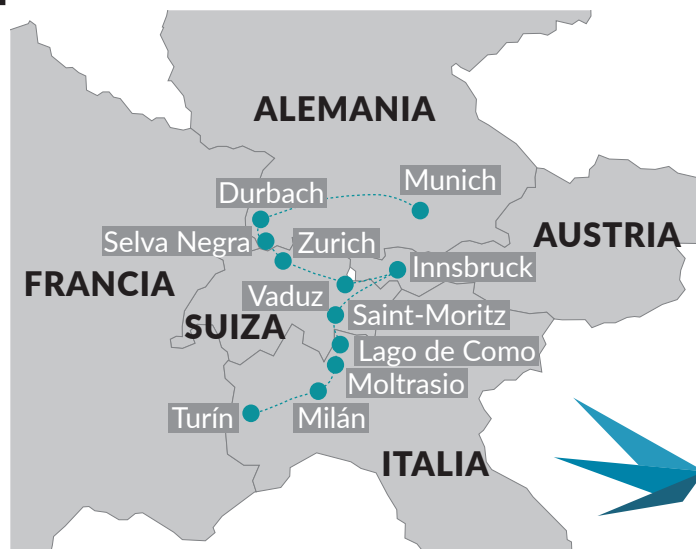 ALEMANIA
Durbach
Munich
Selva Negra
Zurich
AUSTRIA
Innsbruck
FRANCIA
Vaduz
SUIZA
Saint-Moritz
Lago de Como
Moltrasio
Turín
Milán
ITALIA